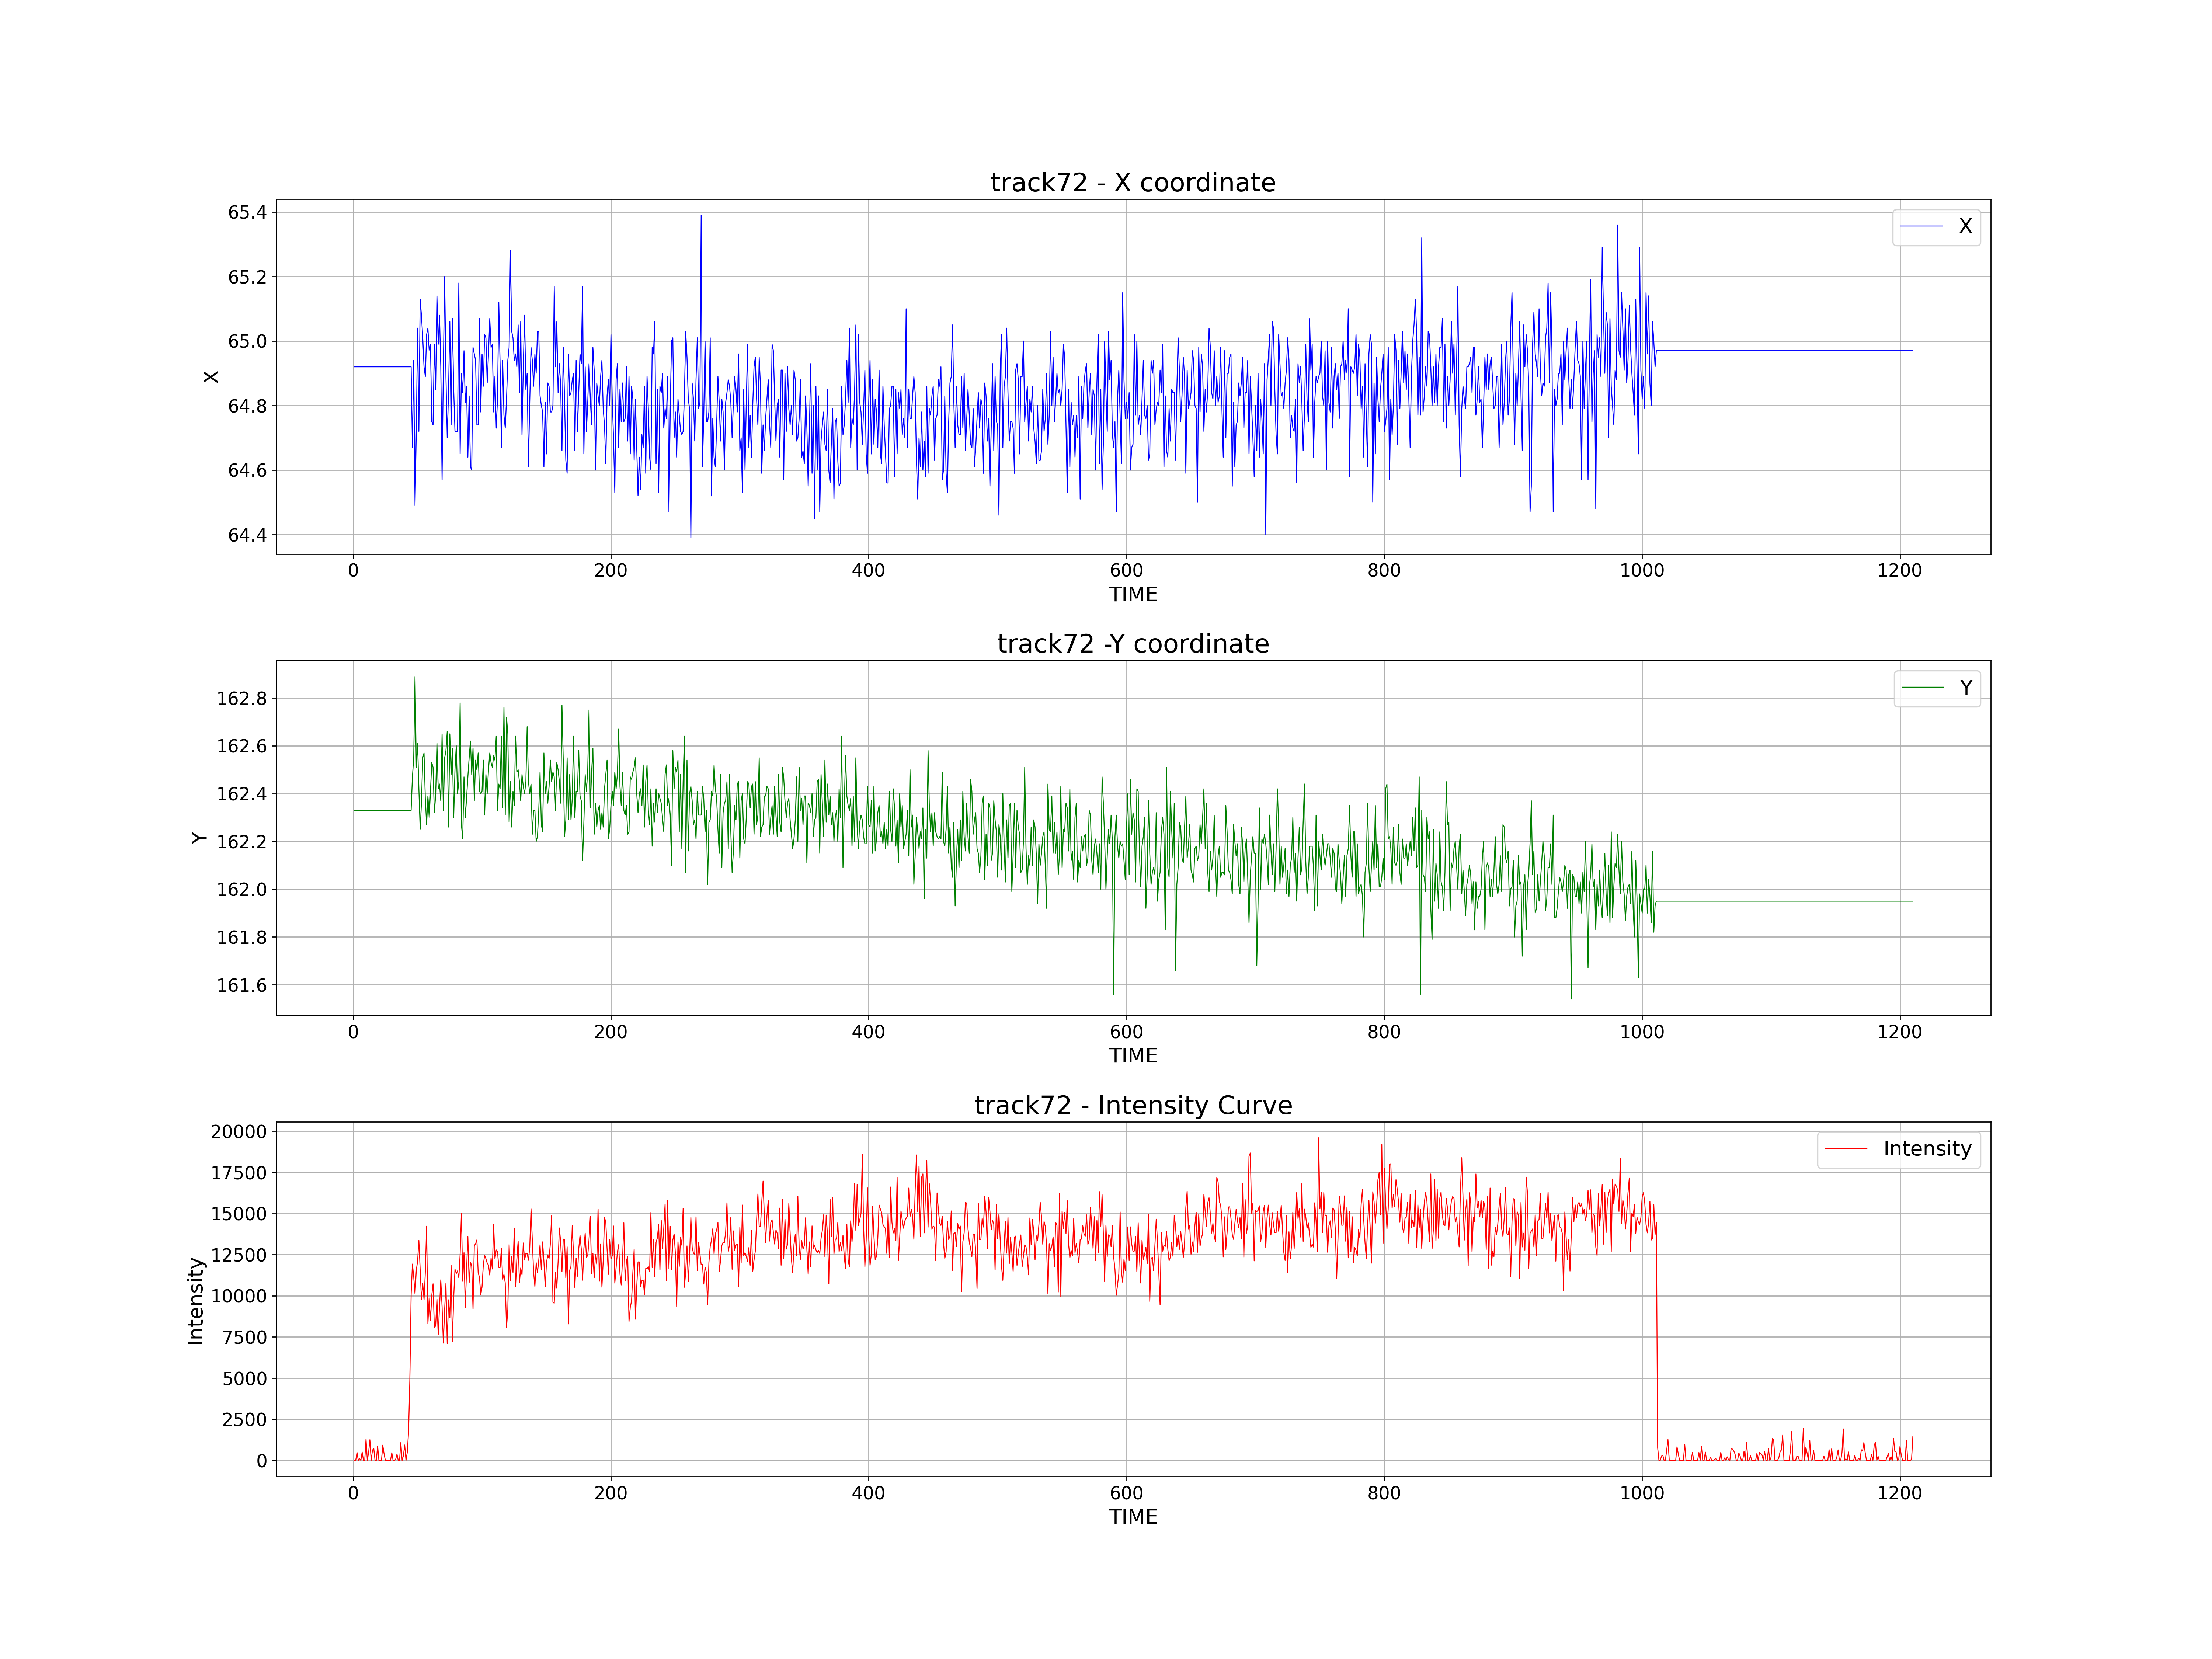 track72 - X coordinate
X
65.4
65.2
65.0
64.8
64.6
64.4
X
0 200 400 600 800 1000 1200
TIME
track72 -Y coordinate
Y
162.8
162.6
162.4
162.2
162.0
161.8
161.6
Y
0 200 400 600 800 1000 1200
TIME
track72 - Intensity Curve
Intensity
20000
17500
15000
12500
10000
7500
5000
2500
0
Intensity
0 200 400 600 800 1000 1200
TIME